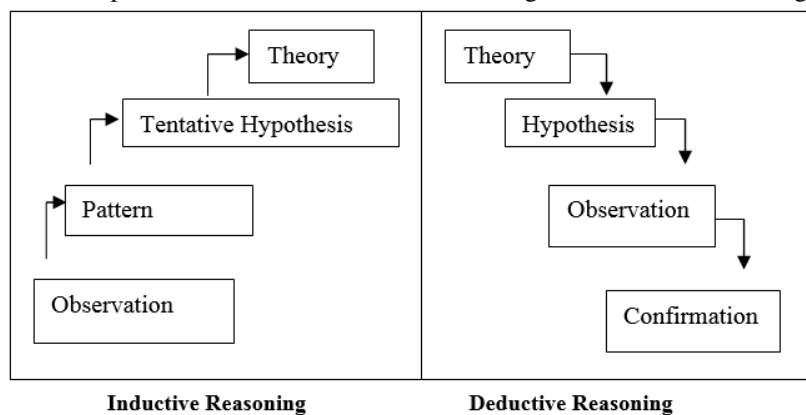 Theory
Tentative Hypothesis
Pattern
Observation
Theory
Hypothesis
Observation
Confirmation
Inductive Reasoning
Deductive Reasoning